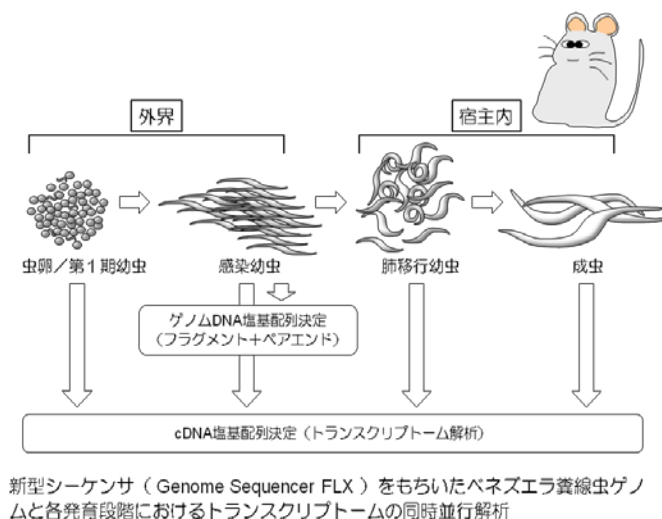 外界
宿主内
虫卵／第１期幼虫
感染幼虫
肺移行幼虫
成虫
ゲノムDNA塩基配列決定
（フラグメント＋ペアエンド）
cDNA塩基配列決定（トランスクリプトーム解析）
新型シーケンサ（ Genome Sequencer FLX ）をもちいたベネズエラ糞線虫ゲノ
ムと各発育段階におけるトランスクリプトームの同時並行解析